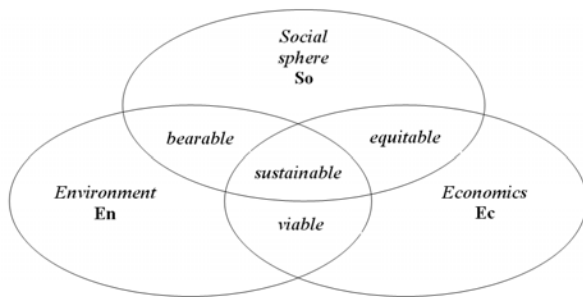 Social
sphere
So
bearable
equitable
sustainable
Environment
En
Economics
Ec
viable